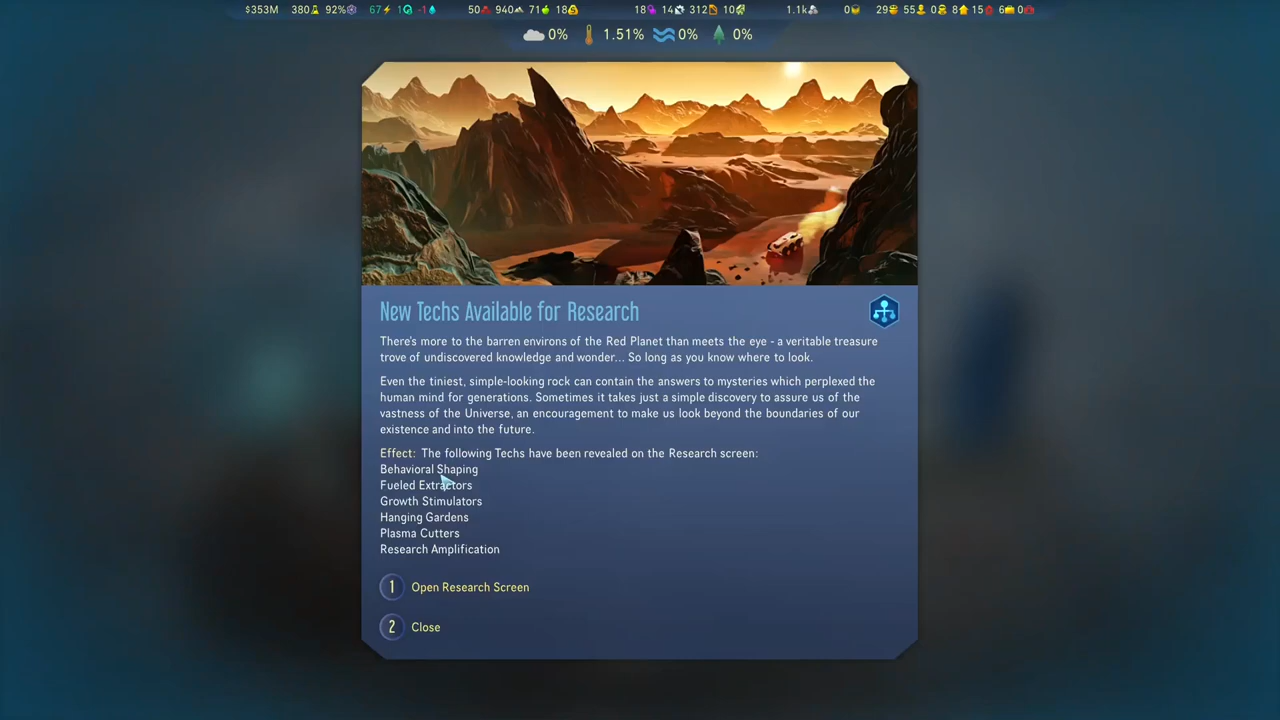 $353M 380 92% 67 1 -1 50 940 71 18 18 14 312 10 1.1k 0 29 55 0 8 15 6 0
0% 1.51% 0% 0%
New Techs Available for Research
There's more to the barren environs of the Red Planet than meets the eye - a veritable treasure
trove of undiscovered knowledge and wonder... So long as you know where to look.
Even the tiniest, simple-looking rock can contain the answers to mysteries which perplexed the
human mind for generations. Sometimes it takes just a simple discovery to assure us of the
vastness of the Universe, an encouragement to make us look beyond the boundaries of our
existence and into the future.
Effect: The following Techs have been revealed on the Research screen:
Behavioral Shaping
Fueled Extractors
Growth Stimulators
Hanging Gardens
Plasma Cutters
Research Amplification
1 Open Research Screen
2 Close